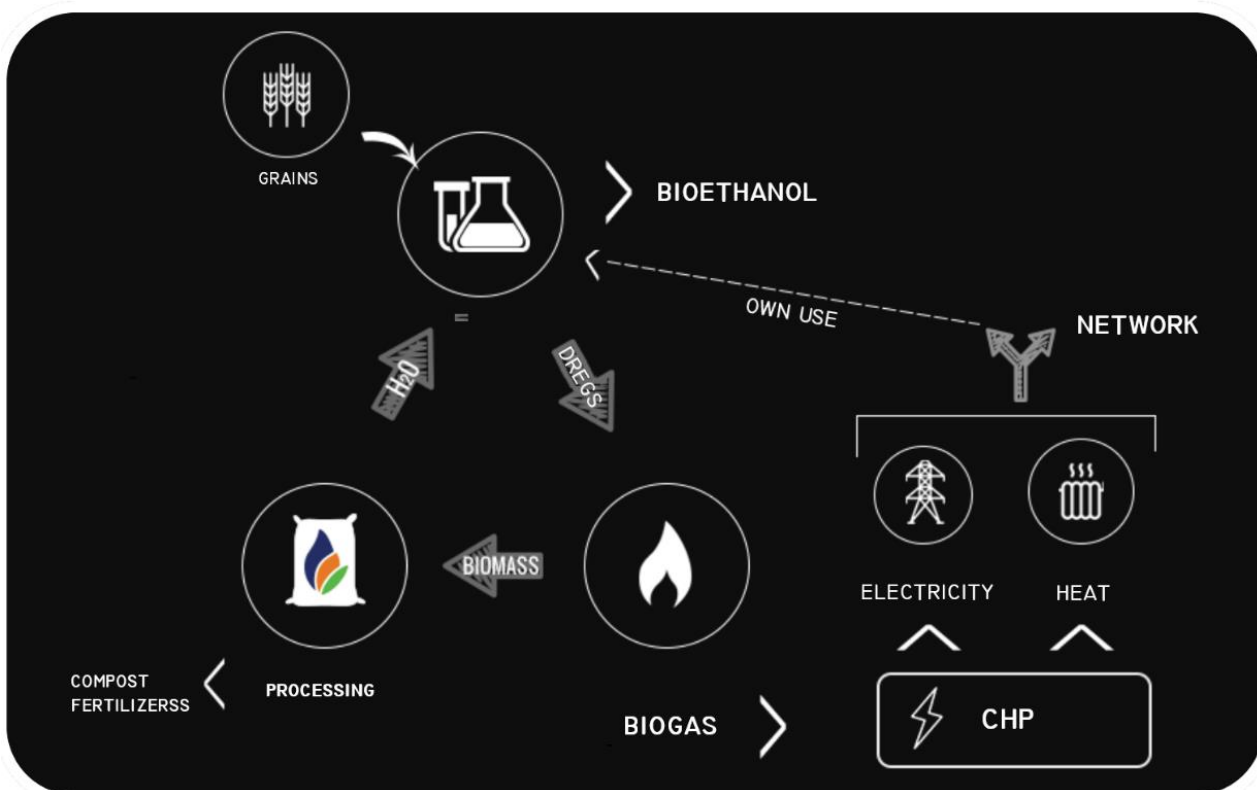 GRAINS
BIOETHANOL
OWN USE
NETWORK
H2O
DREGS
BIOMASS
ELECTRICITY
HEAT
COMPOST
FERTILIZERSS
PROCESSING
BIOGAS
CHP